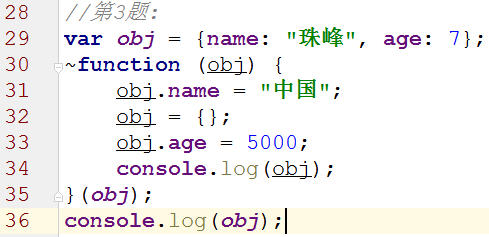 28 //第3题:
29 var obj = {name: "珠峰", age: 7};
30 ~function (obj) {
31     obj.name = "中国";
32     obj = {};
33     obj.age = 5000;
34     console.log(obj);
35 }(obj);
36 console.log(obj);